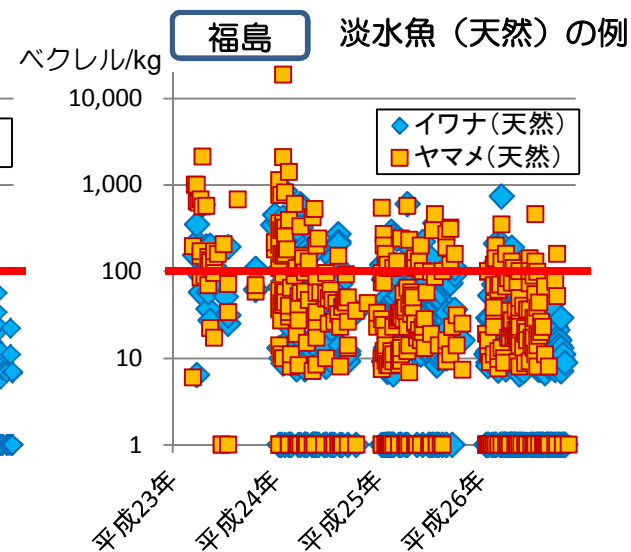 福島
淡水魚（天然）の例
ベクレル/kg
10,000
1,000
100
10
1
イワナ(天然)
ヤマメ(天然)
平成23年
平成24年
平成25年
平成26年